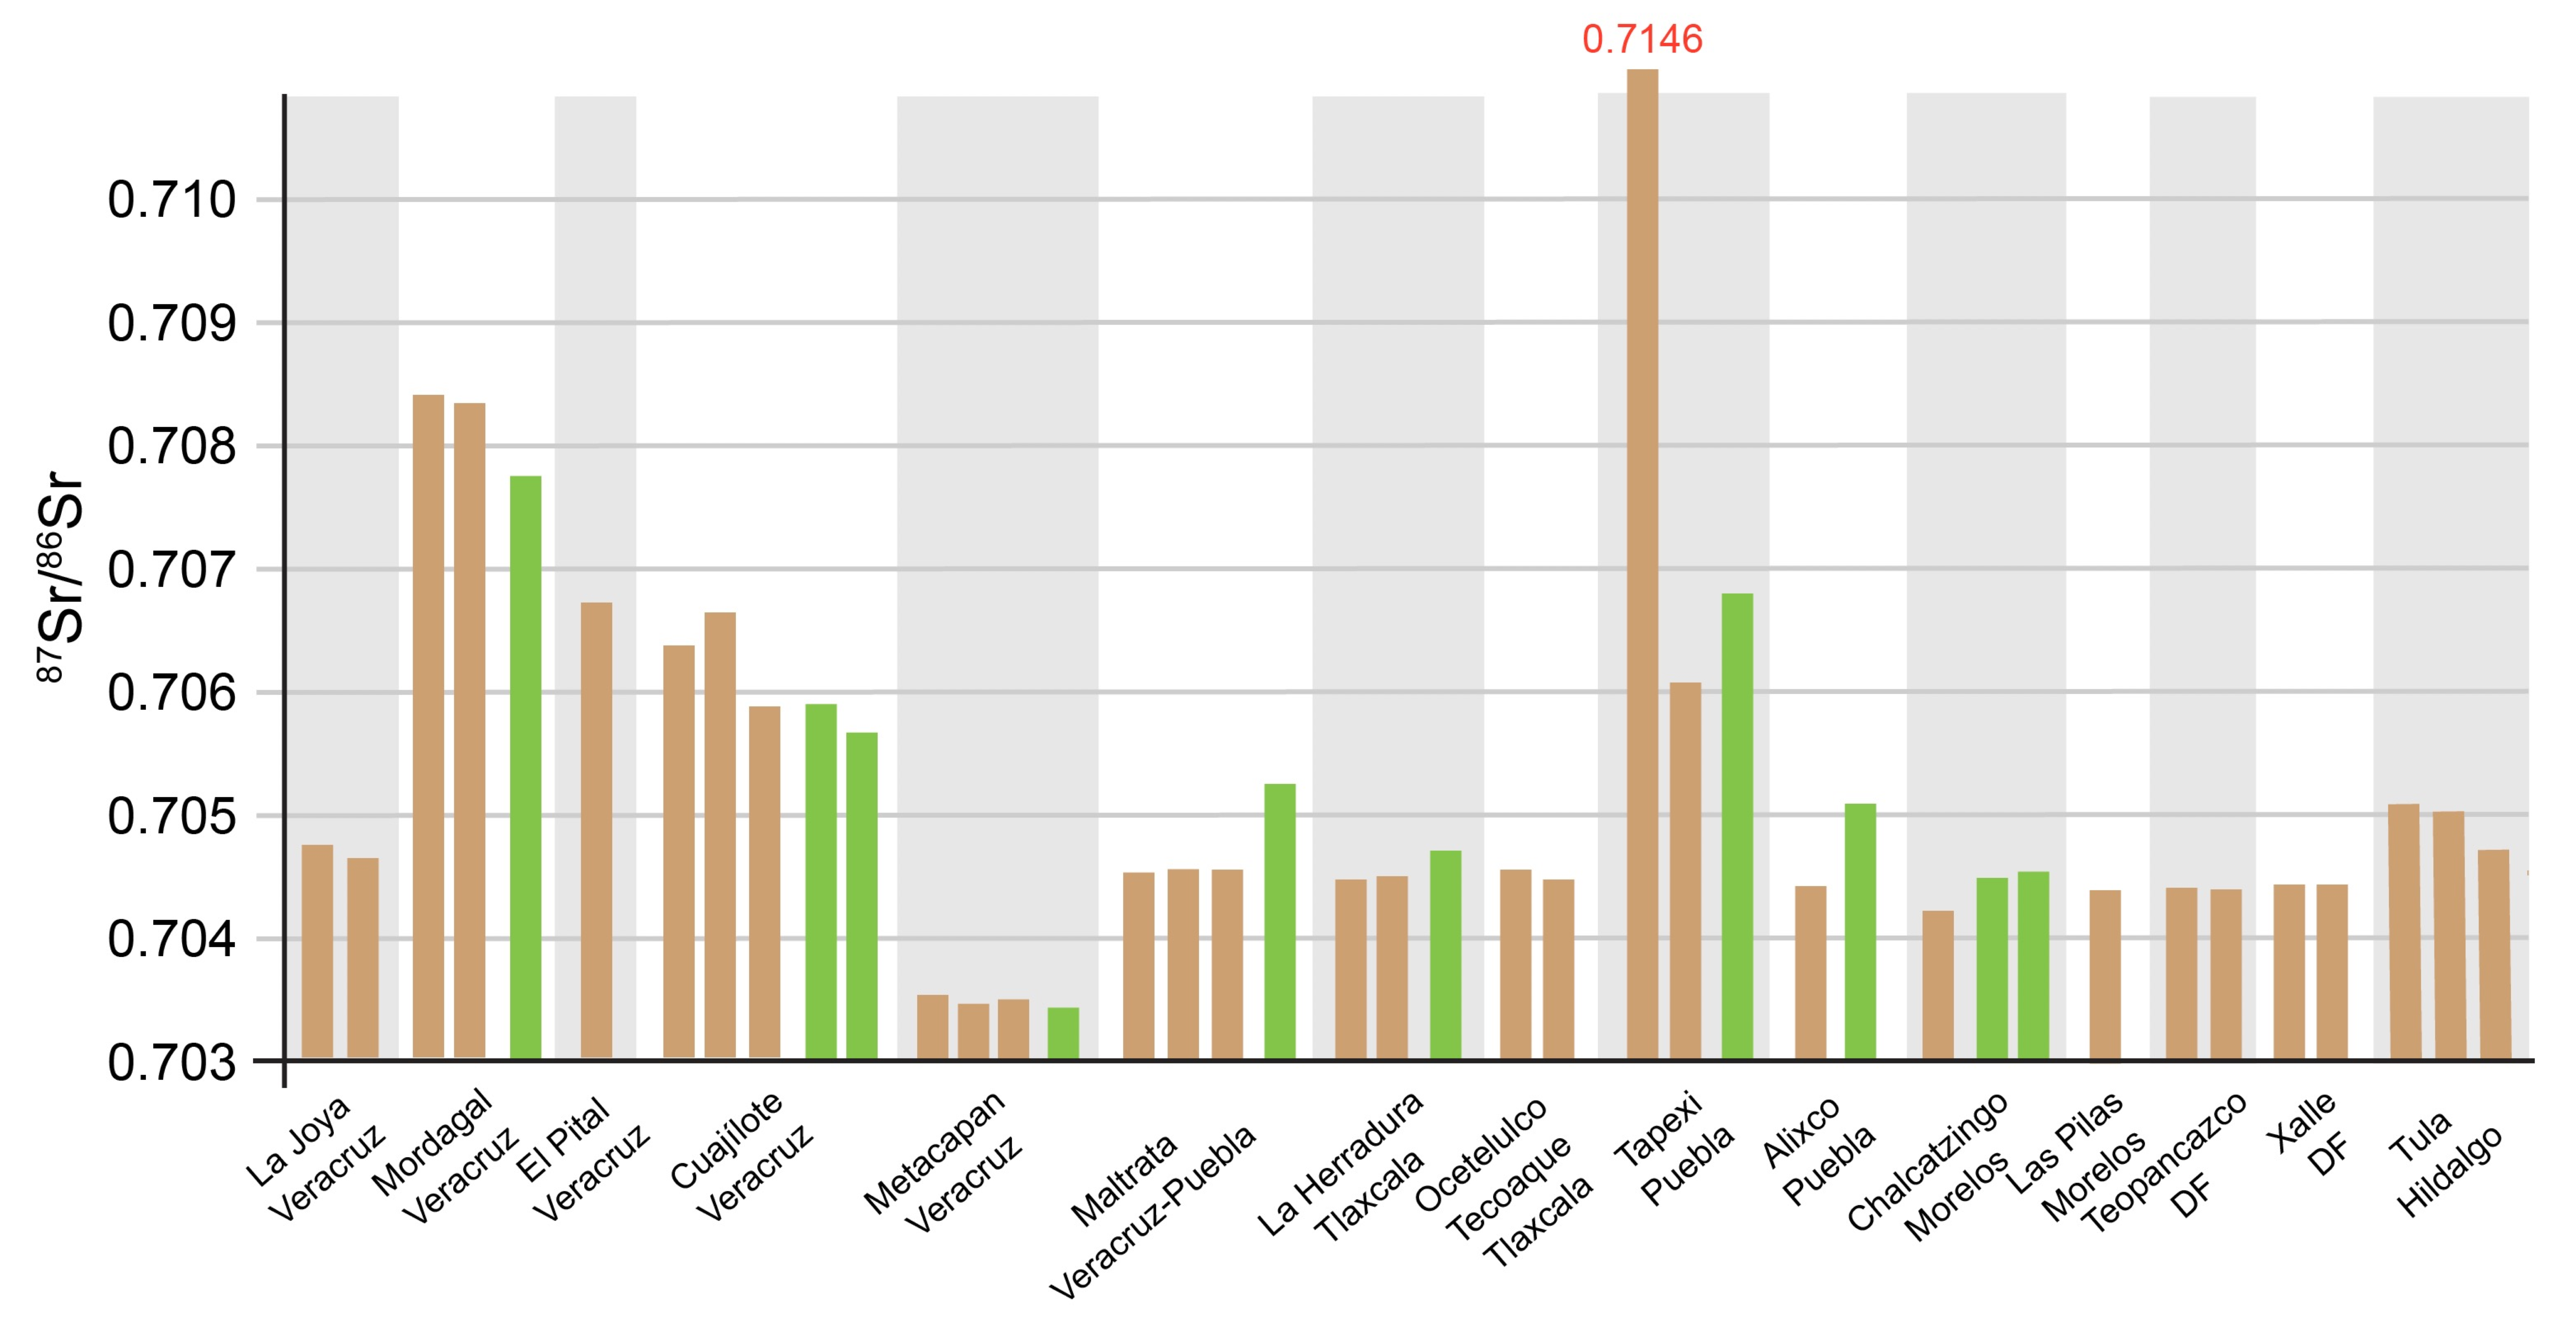 0.7146
0.710
0.709
0.708
0.707
0.706
0.705
0.704
0.703
⁸⁷Sr/⁸⁶Sr
La Joya
Veracruz
Mordagal
Veracruz
El Pital
Veracruz
Cuajílote
Veracruz
Metacapan
Veracruz
Maltrata
Veracruz-Puebla
La Herradura
Tlaxcala
Ocetelulco
Tecoaque
Tlaxcala
Tapexi
Puebla
Alixco
Puebla
Chalcatzingo
Morelos
Las Pilas
Morelos
Teopancazco
DF
Xalle
DF
Tula
Hildalgo